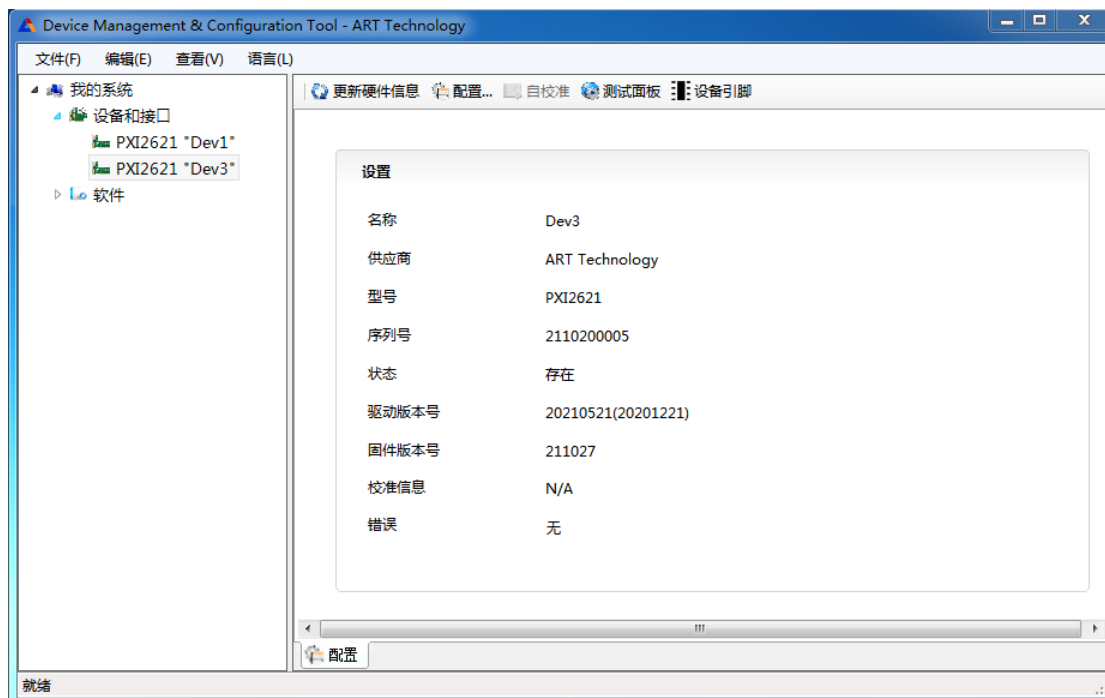 Device Management & Configuration Tool - ART Technology
文件(F) 编辑(E) 查看(V) 语言(L)
我的系统
设备和接口
PXI2621 "Dev1"
PXI2621 "Dev3"
软件
更新硬件信息 配置... 自校准 测试面板 设备引脚
设置
名称 Dev3
供应商 ART Technology
型号 PXI2621
序列号 2110200005
状态 存在
驱动版本号 20210521(20201221)
固件版本号 211027
校准信息 N/A
错误 无
配置
就绪